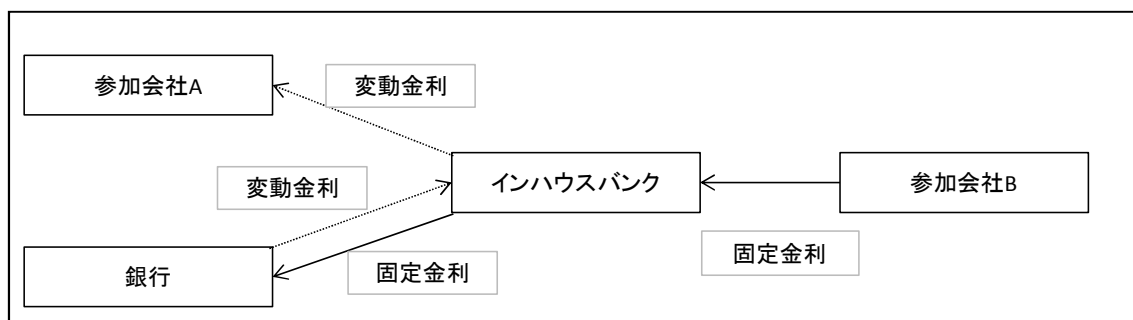 参加会社A
変動金利
変動金利
インハウスバンク
参加会社B
銀行
固定金利
固定金利